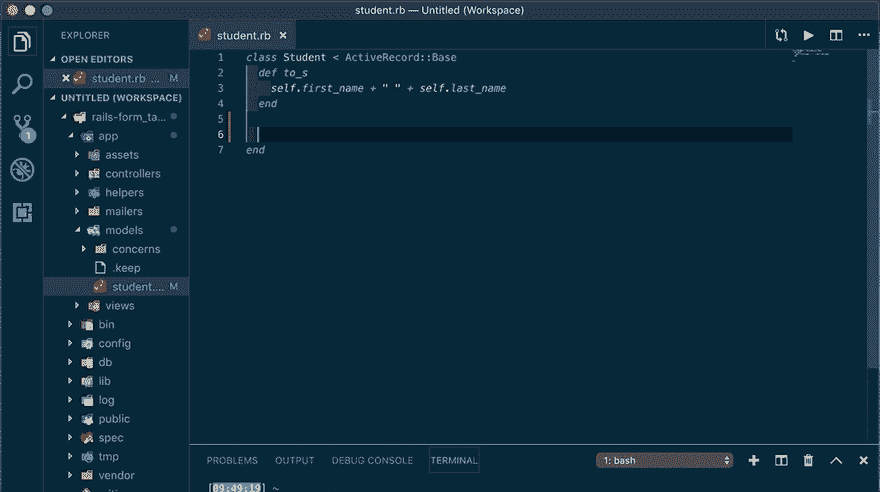 student.rb — Untitled (Workspace)
EXPLORER
OPEN EDITORS
student.rb ... M
UNTITLED (WORKSPACE)
rails-form_ta...
app
assets
controllers
helpers
mailers
models
concerns
.keep
student.... M
views
bin
config
db
lib
log
public
spec
tmp
vendor
1
student.rb
1 class Student < ActiveRecord::Base
2 def to_s
3 self.first_name + " " + self.last_name
4 end
5
6
7 end
PROBLEMS OUTPUT DEBUG CONSOLE TERMINAL 1: bash
[09:49:19] ~